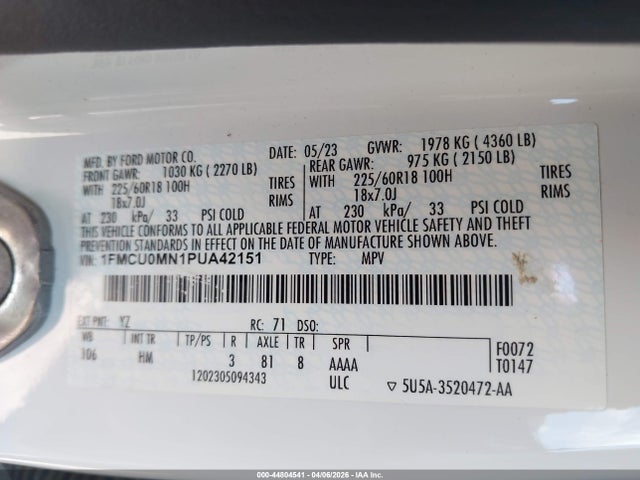 MFD. BY FORD MOTOR CO.
DATE: 05/23 GVWR: 1978 KG ( 4360 LB)
FRONT GAWR: 1030 KG ( 2270 LB)
REAR GAWR: 975 KG ( 2150 LB)
WITH 225/60R18 100H TIRES
WITH 225/60R18 100H TIRES
18x7.0J RIMS
18x7.0J RIMS
AT 230 kPa/ 33 PSI COLD
AT 230 kPa/ 33 PSI COLD
THIS VEHICLE CONFORMS TO ALL APPLICABLE FEDERAL MOTOR VEHICLE SAFETY AND THEFT
PREVENTION STANDARDS IN EFFECT ON THE DATE OF MANUFACTURE SHOWN ABOVE.
VIN: 1FMCU0MN1PUA42151 TYPE: MPV
EXT PNT: YZ RC: 71 DSO:
WB INT TR TP/PS R AXLE TR SPR
106 HM 3 81 8 AAAA
F0072
T0147
1202305094343 ULC ▽ 5U5A-3520472-AA
000-44804541 - 04/06/2026 - IAA Inc.